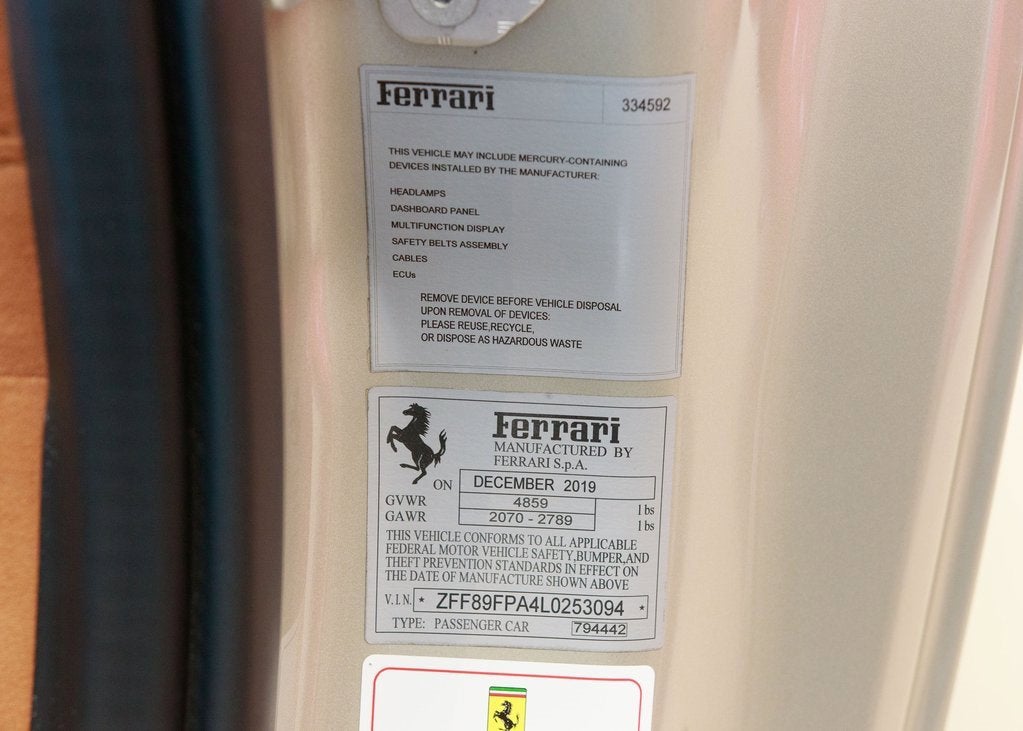 Ferrari 334592
THIS VEHICLE MAY INCLUDE MERCURY-CONTAINING
DEVICES INSTALLED BY THE MANUFACTURER:
HEADLAMPS
DASHBOARD PANEL
MULTIFUNCTION DISPLAY
SAFETY BELTS ASSEMBLY
CABLES
ECUs
REMOVE DEVICE BEFORE VEHICLE DISPOSAL
UPON REMOVAL OF DEVICES:
PLEASE REUSE,RECYCLE,
OR DISPOSE AS HAZARDOUS WASTE
Ferrari
MANUFACTURED BY
FERRARI S.p.A.
ON DECEMBER 2019
GVWR 4859 lbs
GAWR 2070 - 2789 lbs
THIS VEHICLE CONFORMS TO ALL APPLICABLE
FEDERAL MOTOR VEHICLE SAFETY,BUMPER,AND
THEFT PREVENTION STANDARDS IN EFFECT ON
THE DATE OF MANUFACTURE SHOWN ABOVE
V.I.N. * ZFF89FPA4L0253094 *
TYPE: PASSENGER CAR 794442